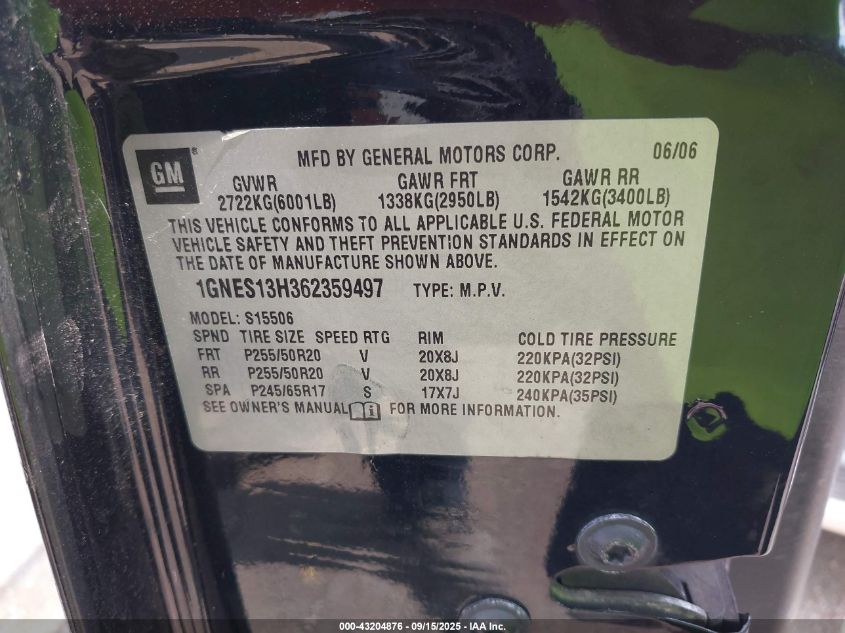 GM ®
MFD BY GENERAL MOTORS CORP. 06/06
GVWR GAWR FRT GAWR RR
2722KG(6001LB) 1338KG(2950LB) 1542KG(3400LB)
THIS VEHICLE CONFORMS TO ALL APPLICABLE U.S. FEDERAL MOTOR
VEHICLE SAFETY AND THEFT PREVENTION STANDARDS IN EFFECT ON
THE DATE OF MANUFACTURE SHOWN ABOVE.
1GNES13H362359497 TYPE: M.P.V.
MODEL: S15506
SPND TIRE SIZE SPEED RTG RIM COLD TIRE PRESSURE
FRT P255/50R20 V 20X8J 220KPA(32PSI)
RR P255/50R20 V 20X8J 220KPA(32PSI)
SPA P245/65R17 S 17X7J 240KPA(35PSI)
SEE OWNER'S MANUAL FOR MORE INFORMATION.
000-43204876 - 09/15/2025 - IAA Inc.